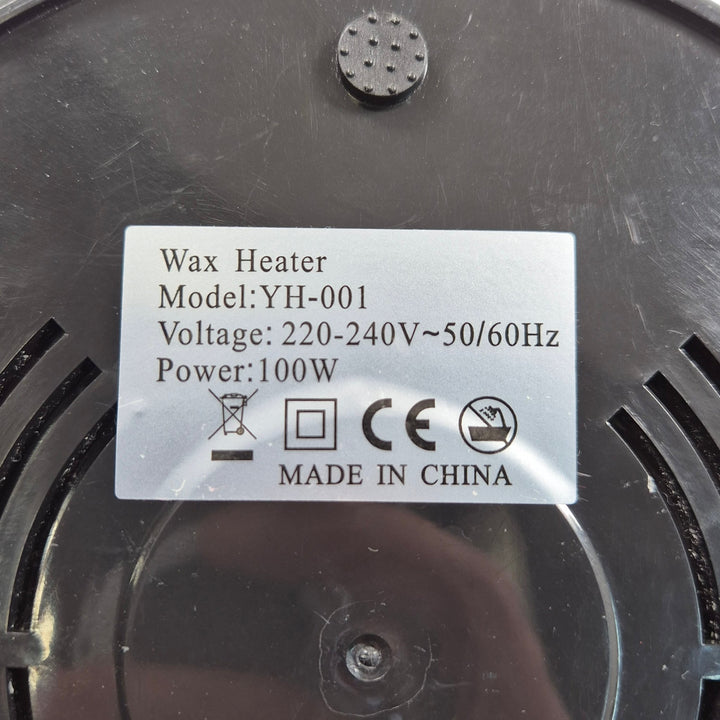 Wax Heater
Model:YH-001
Voltage: 220-240V~50/60Hz
Power:100W
CE
MADE IN CHINA